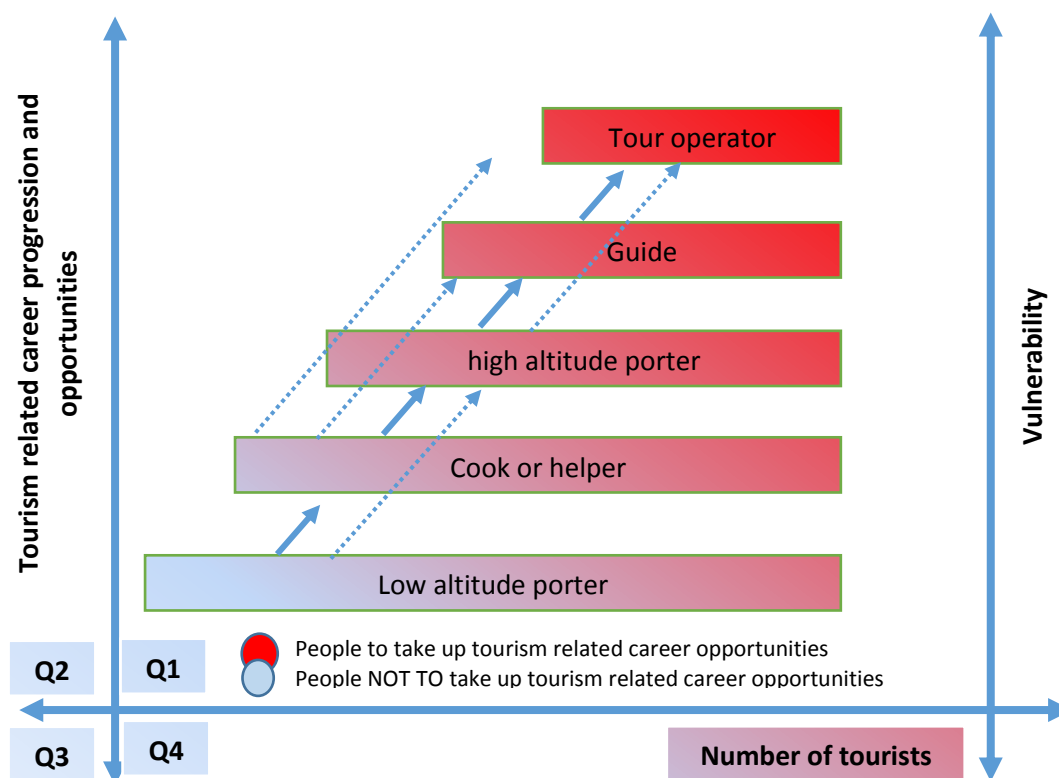 Tourism related career progression and
opportunities
Tour operator
Guide
high altitude porter
Cook or helper
Low altitude porter
Vulnerability
Q2
Q1
People to take up tourism related career opportunities
People NOT TO take up tourism related career opportunities
Q3
Q4
Number of tourists